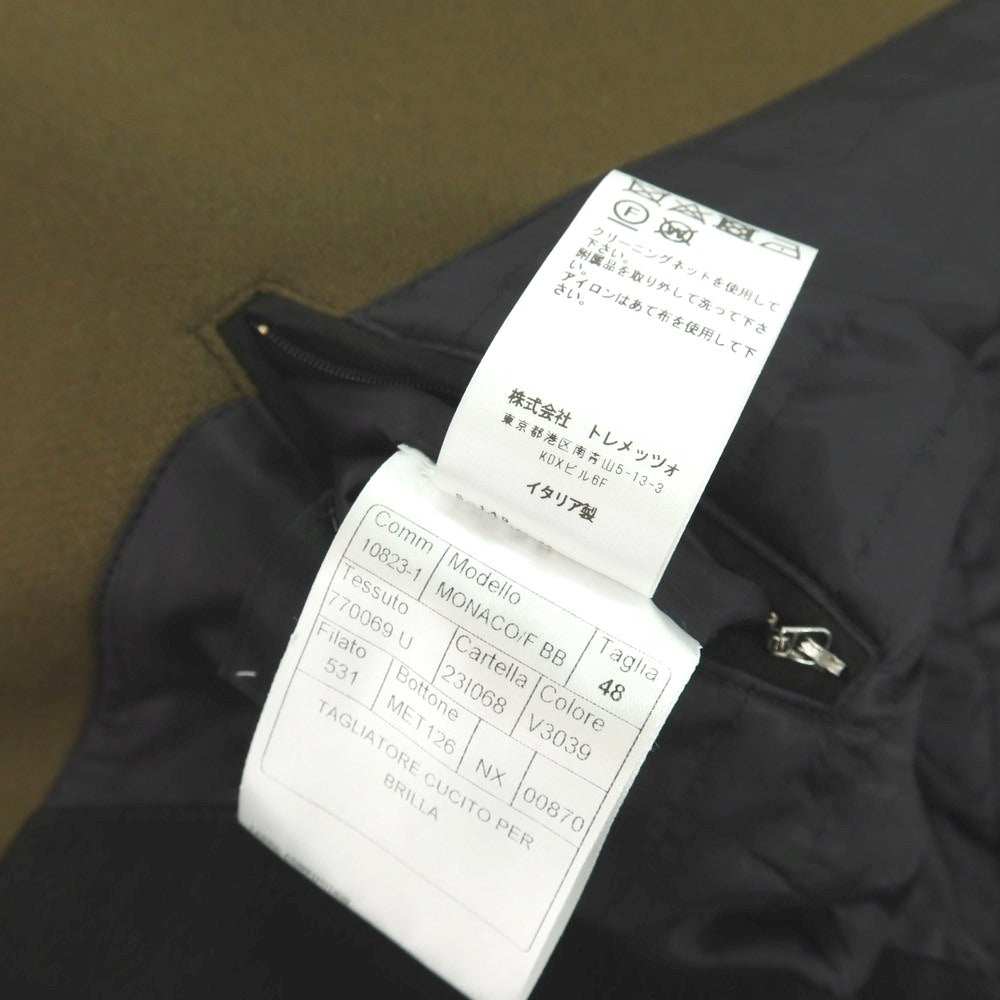 F
W
クリーニングネットを使用して
下さい。
附属品を取り外して洗って下さ
い。
アイロンはあて布を使用して下
さい。
株式会社 トレメッツォ
東京都港区南青山5-13-3
KDXビル6F
イタリア製
Comm Modello Taglia
10823-1 MONACO/F BB 48
Tessuto Cartella Colore
770069 U 23I068 V3039
Filato Bottone NX 00870
531 MET126
TAGLIATORE CUCITO PER
BRILLA